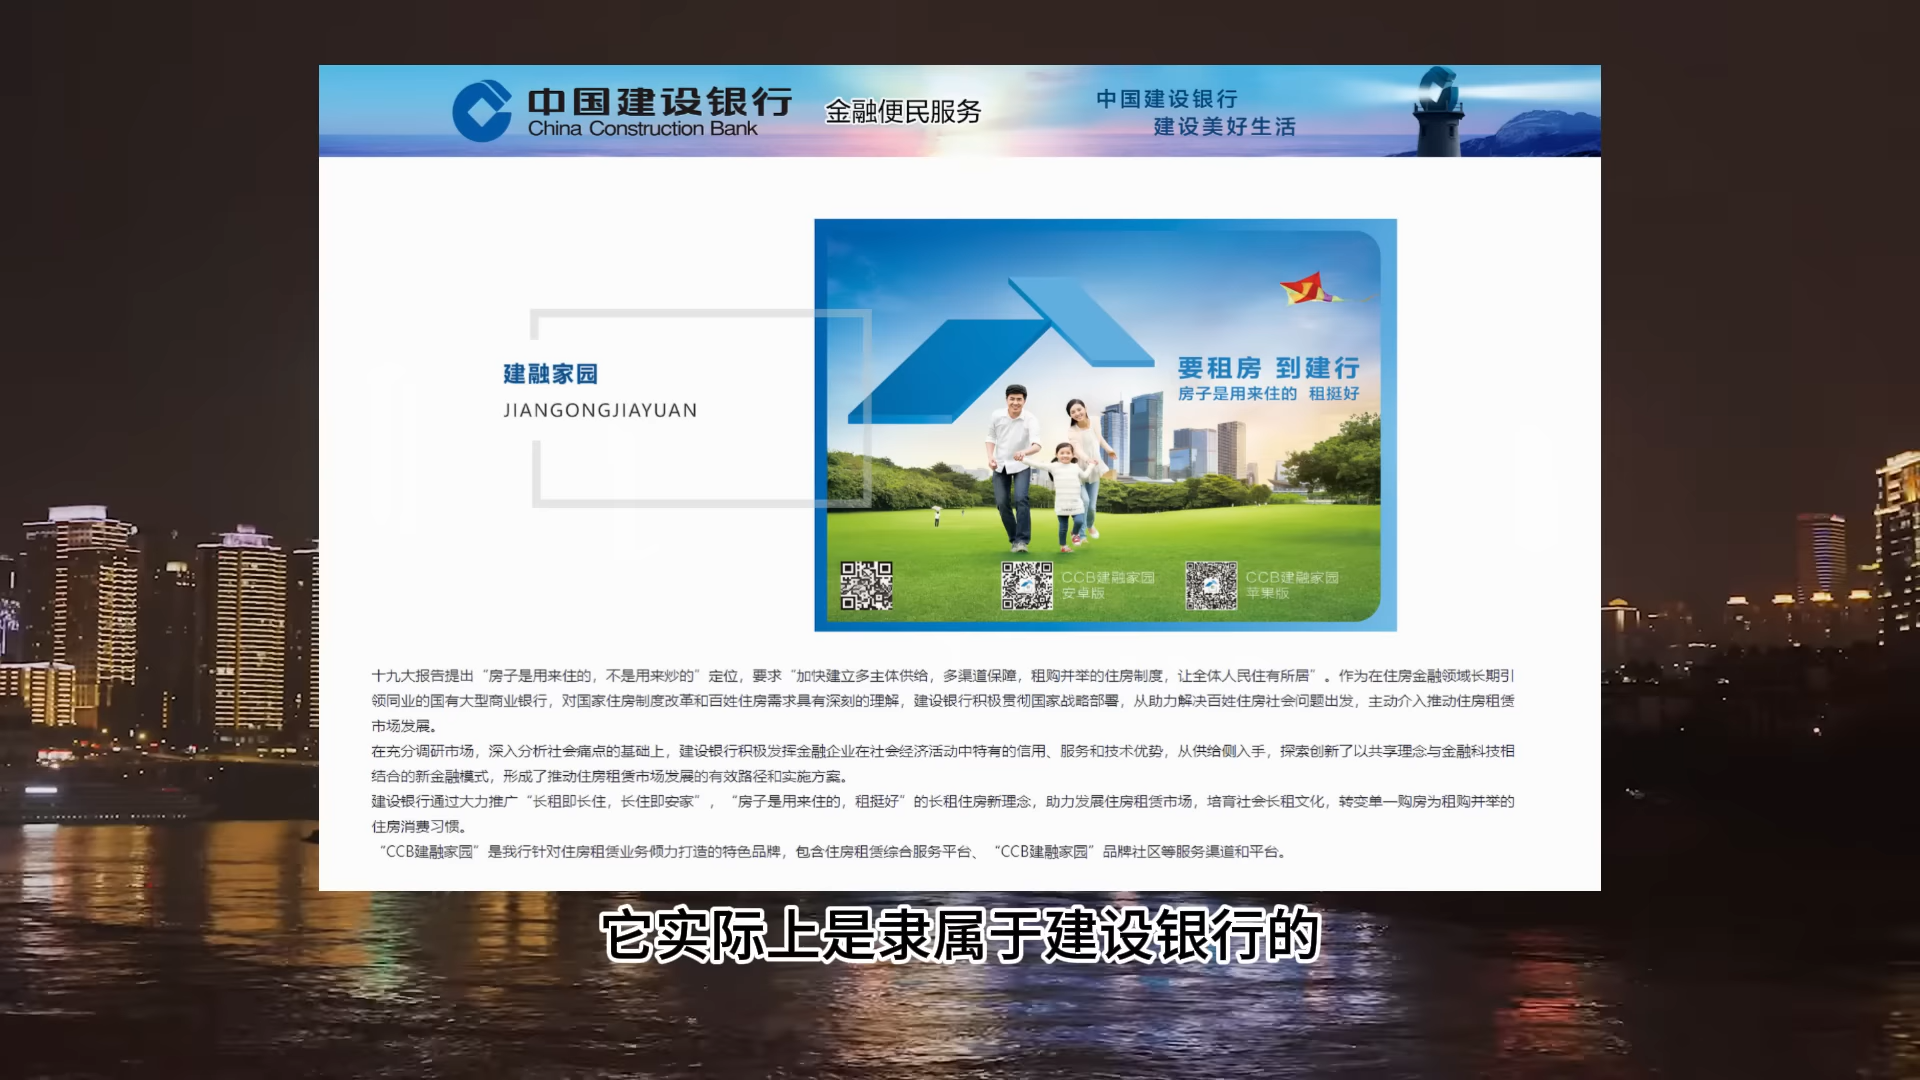 中国建设银行
China Construction Bank
金融便民服务
中国建设银行
建设美好生活
建融家园
JIANGONGJIAYUAN
要租房 到建行
房子是用来住的 租挺好
CCB建融家园
安卓版
CCB建融家园
苹果版
十九大报告提出“房子是用来住的，不是用来炒的”定位，要求“加快建立多主体供给，多渠道保障，租购并举的住房制度，让全体人民住有所居”。作为在住房金融领域长期引
领同业的国有大型商业银行，对国家住房制度改革和百姓住房需求具有深刻的理解，建设银行积极贯彻国家战略部署，从助力解决百姓住房社会问题出发，主动介入推动住房租赁
市场发展。
在充分调研市场，深入分析社会痛点的基础上，建设银行积极发挥金融企业在社会经济活动中特有的信用、服务和技术优势，从供给侧入手，探索创新了以共享理念与金融科技相
结合的新金融模式，形成了推动住房租赁市场发展的有效路径和实施方案。
建设银行通过大力推广“长租即长住，长住即安家”，“房子是用来住的，租挺好”的长租住房新理念，助力发展住房租赁市场，培育社会长租文化，转变单一购房为租购并举的
住房消费习惯。
“CCB建融家园”是我行针对住房租赁业务倾力打造的特色品牌，包含住房租赁综合服务平台、“CCB建融家园”品牌社区等服务渠道和平台。
它实际上是隶属于建设银行的